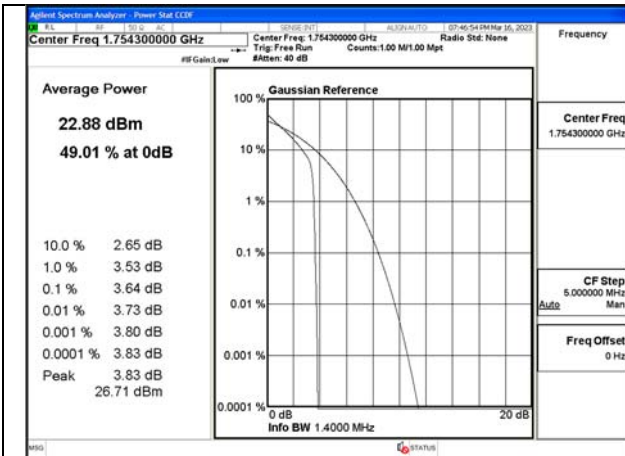 Agilent Spectrum Analyzer - Power Stat CCDF
RL RF 50 Ω AC SENSE:INT ALIGN AUTO 07:46:54 PM Mar 16, 2023
Center Freq 1.754300000 GHz
Center Freq: 1.754300000 GHz Radio Std: None
Trig: Free Run Counts:1.00 M/1.00 Mpt
#IFGain:Low #Atten: 40 dB
Frequency
Average Power
22.88 dBm
49.01 % at 0dB
10.0 % 2.65 dB
1.0 % 3.53 dB
0.1 % 3.64 dB
0.01 % 3.73 dB
0.001 % 3.80 dB
0.0001 % 3.83 dB
Peak 3.83 dB
26.71 dBm
Gaussian Reference
100 %
10 %
1 %
0.1 %
0.01 %
0.001 %
0.0001 %
0 dB 20 dB
Info BW 1.4000 MHz
Center Freq
1.754300000 GHz
CF Step
5.000000 MHz
Auto Man
Freq Offset
0 Hz
MSG STATUS